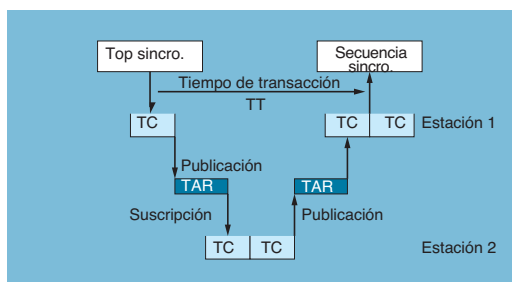 Top sincro.
Secuencia
sincro.
Tiempo de transacción
TT
TC
TC
TC
Estación 1
Publicación
TAR
TAR
Suscripción
Publicación
TC
TC
Estación 2